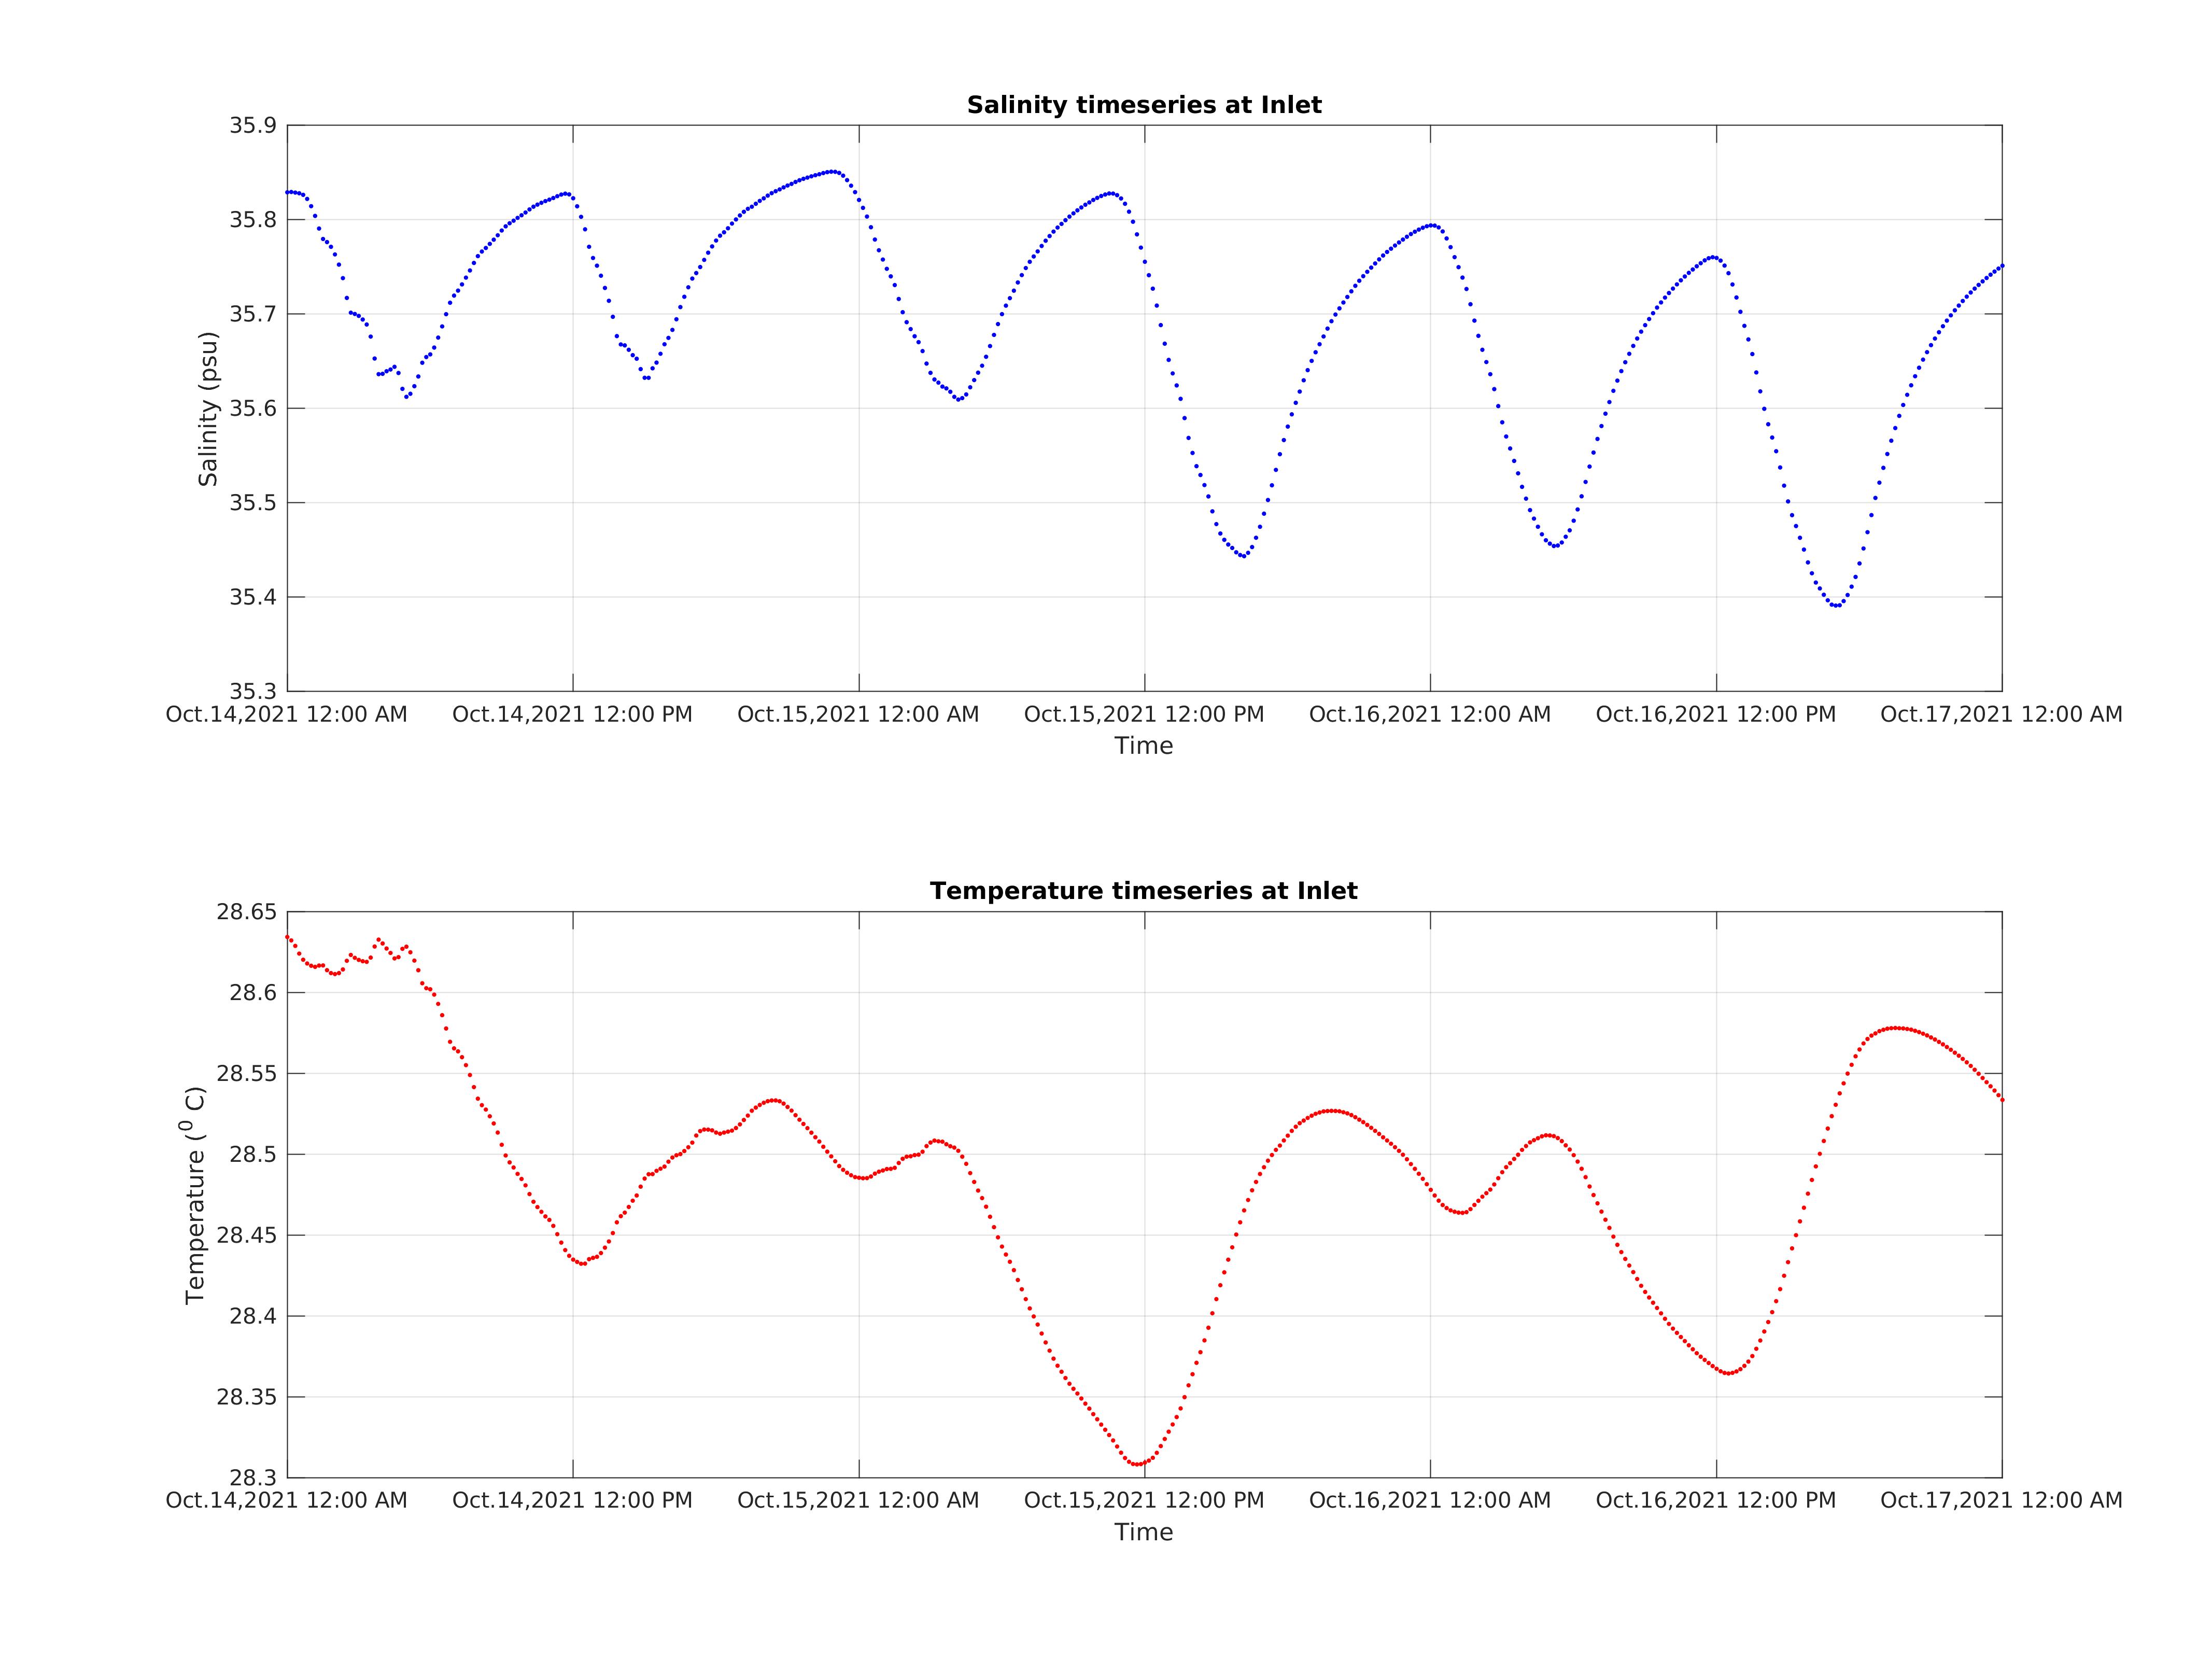 Salinity timeseries at Inlet
35.9
35.8
35.7
35.6
35.5
35.4
35.3
Salinity (psu)
Oct.14,2021 12:00 AM Oct.14,2021 12:00 PM Oct.15,2021 12:00 AM Oct.15,2021 12:00 PM Oct.16,2021 12:00 AM Oct.16,2021 12:00 PM Oct.17,2021 12:00 AM
Time
Temperature timeseries at Inlet
28.65
28.6
28.55
28.5
28.45
28.4
28.35
28.3
Temperature (⁰ C)
Oct.14,2021 12:00 AM Oct.14,2021 12:00 PM Oct.15,2021 12:00 AM Oct.15,2021 12:00 PM Oct.16,2021 12:00 AM Oct.16,2021 12:00 PM Oct.17,2021 12:00 AM
Time